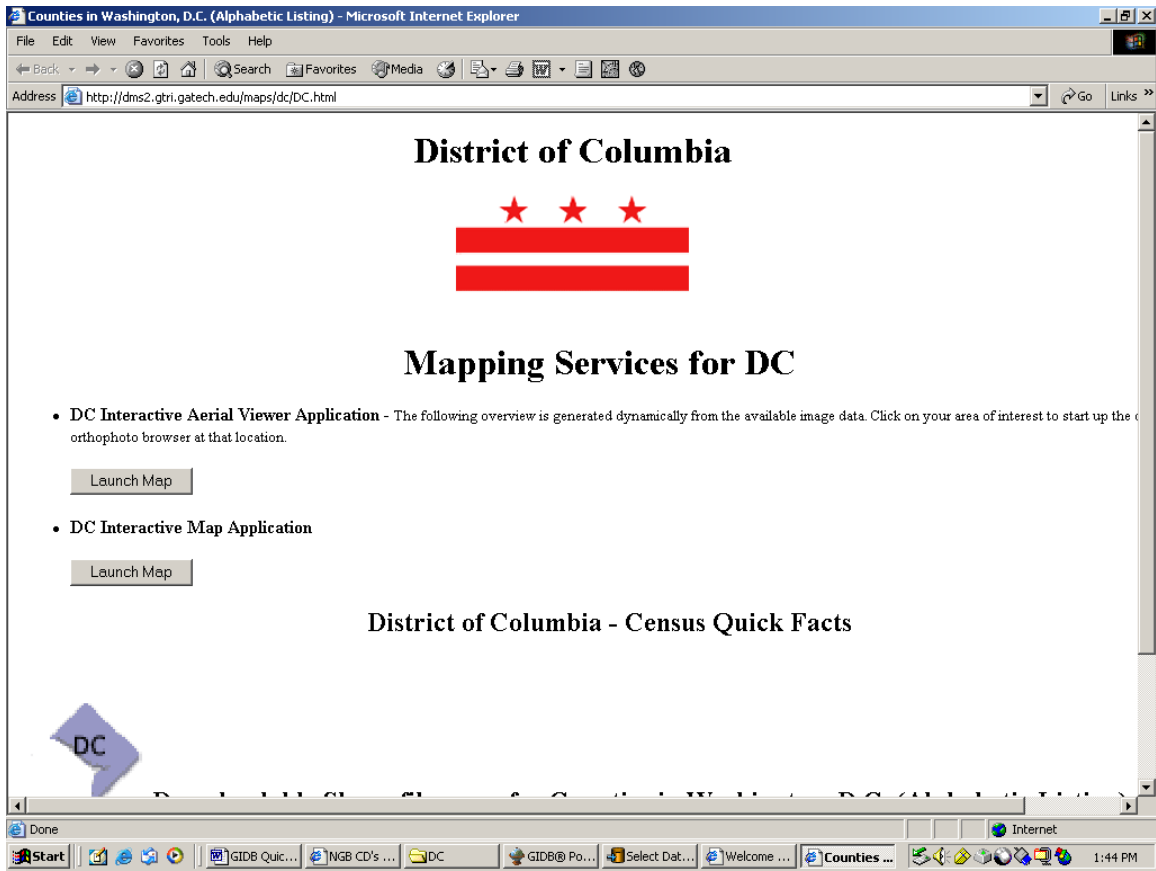 Counties in Washington, D.C. (Alphabetic Listing) - Microsoft Internet Explorer
File Edit View Favorites Tools Help
Back Search Favorites Media
Address http://dms2.gtri.gatech.edu/maps/dc/DC.html Go Links »
District of Columbia
Mapping Services for DC
• DC Interactive Aerial Viewer Application - The following overview is generated dynamically from the available image data. Click on your area of interest to start up the
orthophoto browser at that location.
Launch Map
• DC Interactive Map Application
Launch Map
District of Columbia - Census Quick Facts
DC
Counties in Washington D.C. (Alphabetic Listing)
Done Internet
Start GIDB Quic... NGB CD's ... DC GIDB® Po... Select Dat... Welcome ... Counties ... 1:44 PM